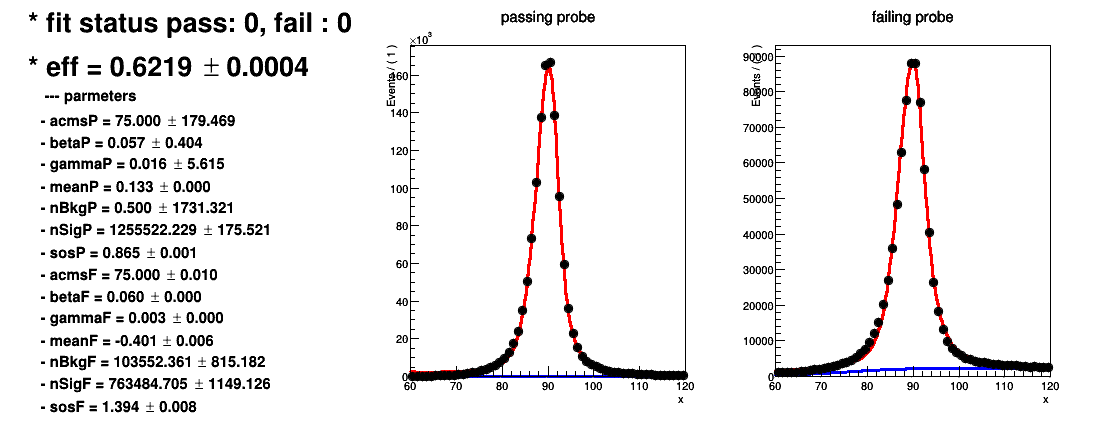 * fit status pass: 0, fail : 0
* eff = 0.6219 ± 0.0004
--- parmeters
- acmsP = 75.000 ± 179.469
- betaP = 0.057 ± 0.404
- gammaP = 0.016 ± 5.615
- meanP = 0.133 ± 0.000
- nBkgP = 0.500 ± 1731.321
- nSigP = 1255522.229 ± 175.521
- sosP = 0.865 ± 0.001
- acmsF = 75.000 ± 0.010
- betaF = 0.060 ± 0.000
- gammaF = 0.003 ± 0.000
- meanF = -0.401 ± 0.006
- nBkgF = 103552.361 ± 815.182
- nSigF = 763484.705 ± 1149.126
- sosF = 1.394 ± 0.008
passing probe
×10³
Events / ( 1 )
160
140
120
100
80
60
40
20
0
60 70 80 90 100 110 120
x
failing probe
Events / ( 1 )
90000
80000
70000
60000
50000
40000
30000
20000
10000
0
60 70 80 90 100 110 120
x